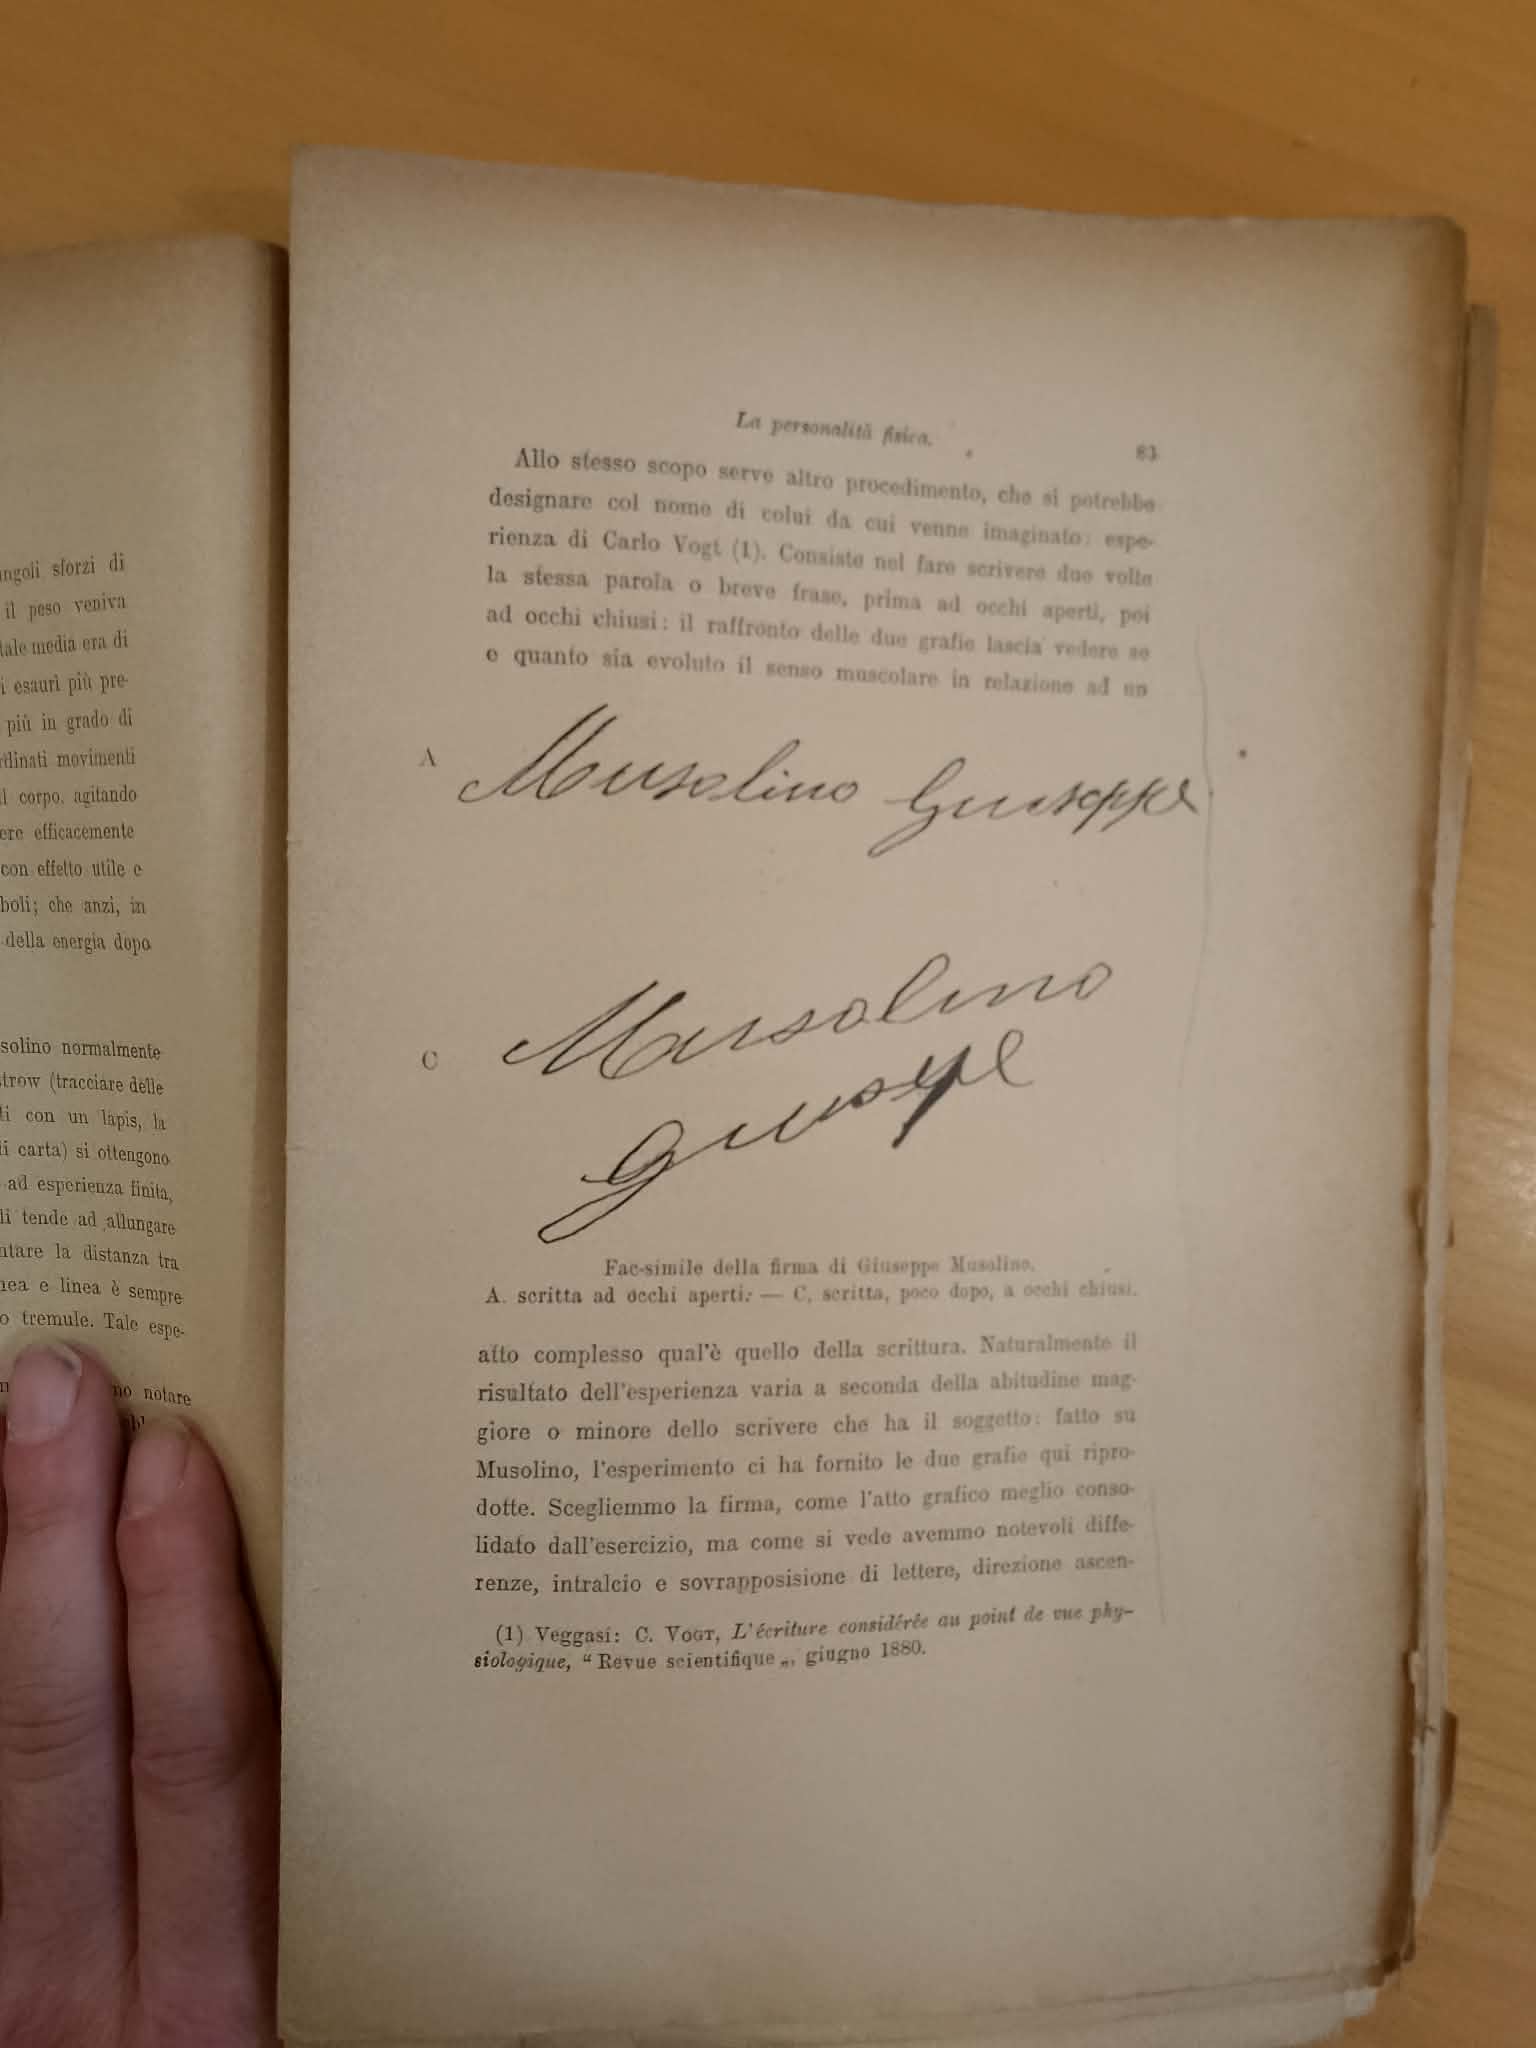 ngoli sforzi di
il peso veniva
tale media era di
i esaurì più pre-
più in grado di
rdinati movimenti
l corpo, agitando
ere efficacemente
con effetto utile e
boli; che anzi, in
della energia dopo
solino normalmente
strow (tracciare delle
ti con un lapis, la
di carta) si ottengono
ad esperienza finita,
li tende ad allungare
ntare la distanza tra
nea e linea è sempre
o tremule. Tale espe-
no notare
La personalità fisica. 83
Allo stesso scopo serve altro procedimento, che si potrebbe
designare col nome di colui da cui venne imaginato: espe-
rienza di Carlo Vogt (1). Consiste nel fare scrivere due volte
la stessa parola o breve frase, prima ad occhi aperti, poi
ad occhi chiusi: il raffronto delle due grafie lascia vedere se
e quanto sia evoluto il senso muscolare in relazione ad un
A Musolino Giuseppe
C Mursolino
Giusepe
Fac-simile della firma di Giuseppe Musolino.
A. scritta ad occhi aperti: — C. scritta, poco dopo, a occhi chiusi.
atto complesso qual'è quello della scrittura. Naturalmente il
risultato dell'esperienza varia a seconda della abitudine mag-
giore o minore dello scrivere che ha il soggetto: fatto su
Musolino, l'esperimento ci ha fornito le due grafie qui ripro-
dotte. Scegliemmo la firma, come l'atto grafico meglio conso-
lidato dall'esercizio, ma come si vede avemmo notevoli diffe-
renze, intralcio e sovrapposisione di lettere, direzione ascen-
(1) Veggasi: C. VOGT, L'écriture considérée au point de vue phy-
siologique, “ Revue scientifique „, giugno 1880.